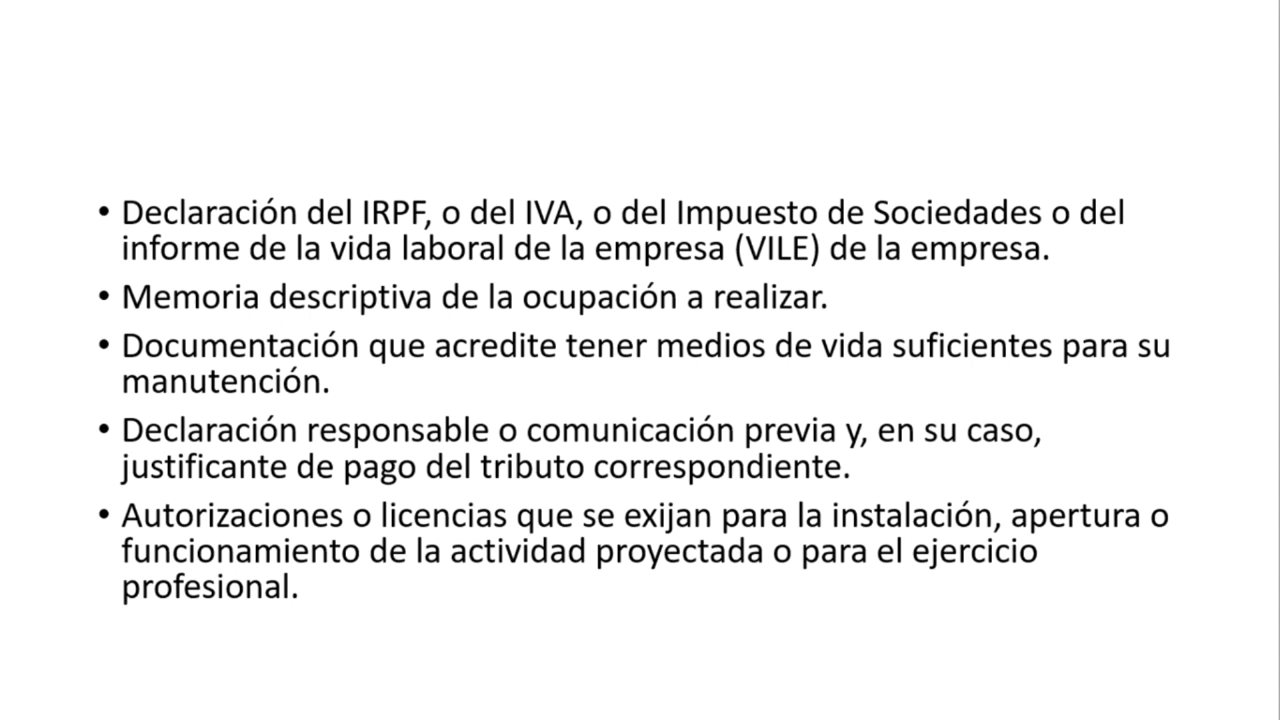 • Declaración del IRPF, o del IVA, o del Impuesto de Sociedades o del
informe de la vida laboral de la empresa (VILE) de la empresa.
• Memoria descriptiva de la ocupación a realizar.
• Documentación que acredite tener medios de vida suficientes para su
manutención.
• Declaración responsable o comunicación previa y, en su caso,
justificante de pago del tributo correspondiente.
• Autorizaciones o licencias que se exijan para la instalación, apertura o
funcionamiento de la actividad proyectada o para el ejercicio
profesional.